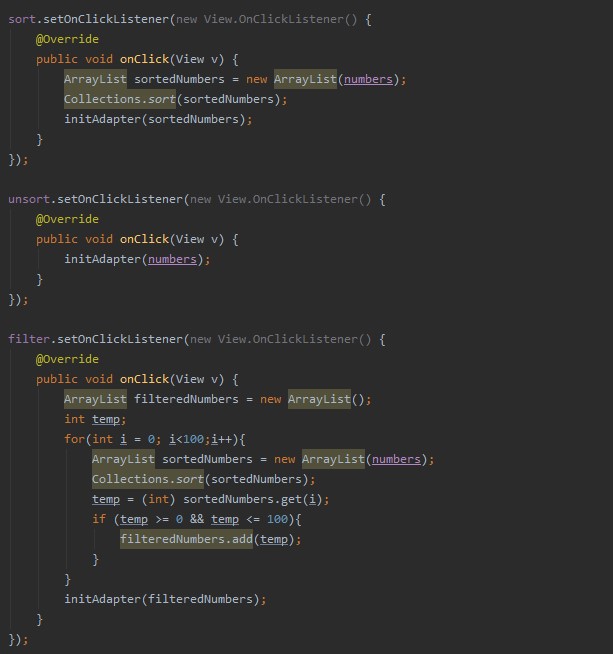 sort.setOnClickListener(new View.OnClickListener() {
    @Override
    public void onClick(View v) {
        ArrayList sortedNumbers = new ArrayList(numbers);
        Collections.sort(sortedNumbers);
        initAdapter(sortedNumbers);
    }
});

unsort.setOnClickListener(new View.OnClickListener() {
    @Override
    public void onClick(View v) {
        initAdapter(numbers);
    }
});

filter.setOnClickListener(new View.OnClickListener() {
    @Override
    public void onClick(View v) {
        ArrayList filteredNumbers = new ArrayList();
        int temp;
        for(int i = 0; i<100;i++){
            ArrayList sortedNumbers = new ArrayList(numbers);
            Collections.sort(sortedNumbers);
            temp = (int) sortedNumbers.get(i);
            if (temp >= 0 && temp <= 100){
                filteredNumbers.add(temp);
            }
        }
        initAdapter(filteredNumbers);
    }
});